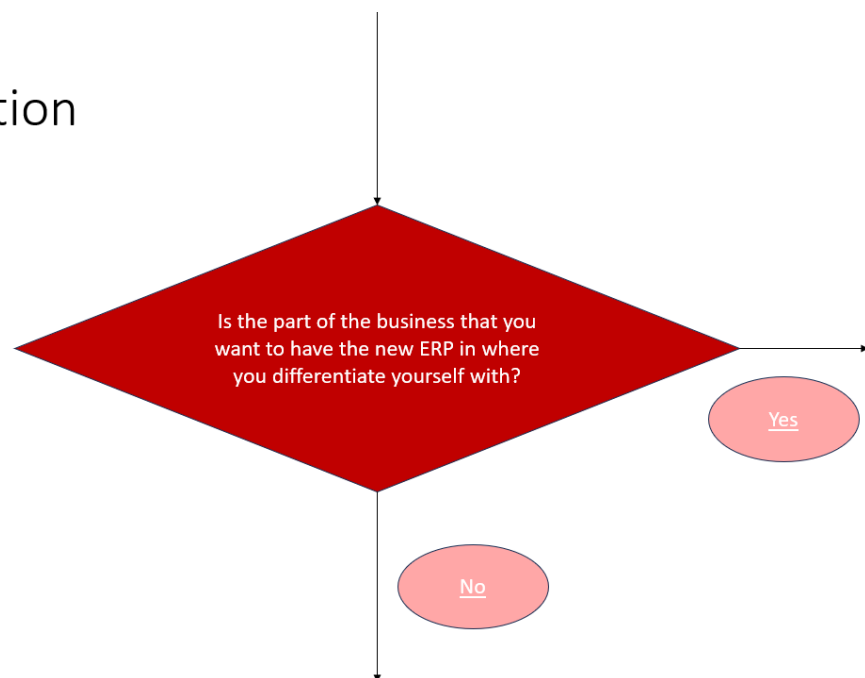 tion
Is the part of the business that you
want to have the new ERP in where
you differentiate yourself with?
Yes
No